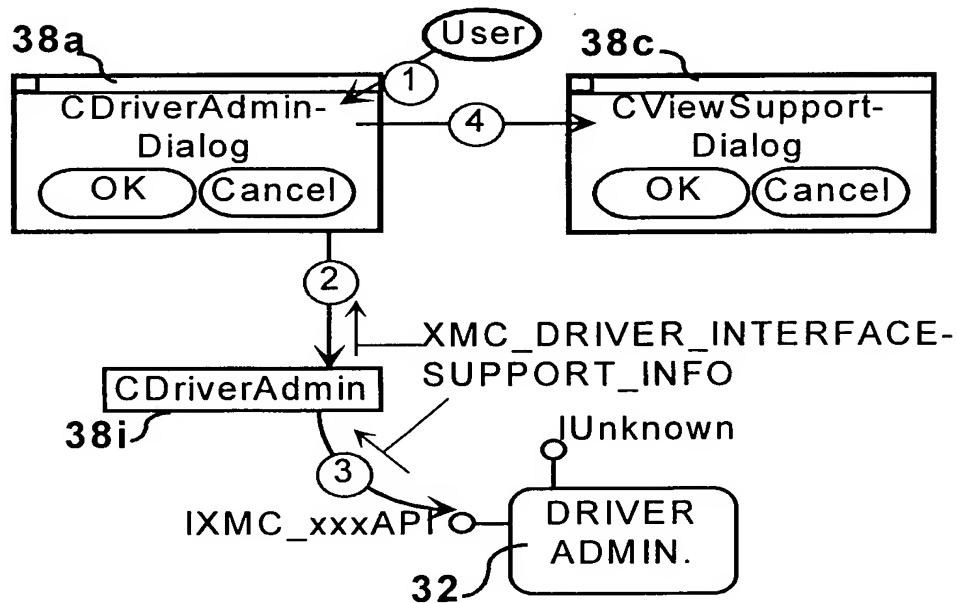 User
38a
38c
1
CDriverAdmin-
Dialog
OK Cancel
4
CViewSupport-
Dialog
OK Cancel
2
XMC_DRIVER_INTERFACE-
SUPPORT_INFO
CDriverAdmin
38i
IUnknown
3
IXMC_xxxAPI
DRIVER
ADMIN.
32